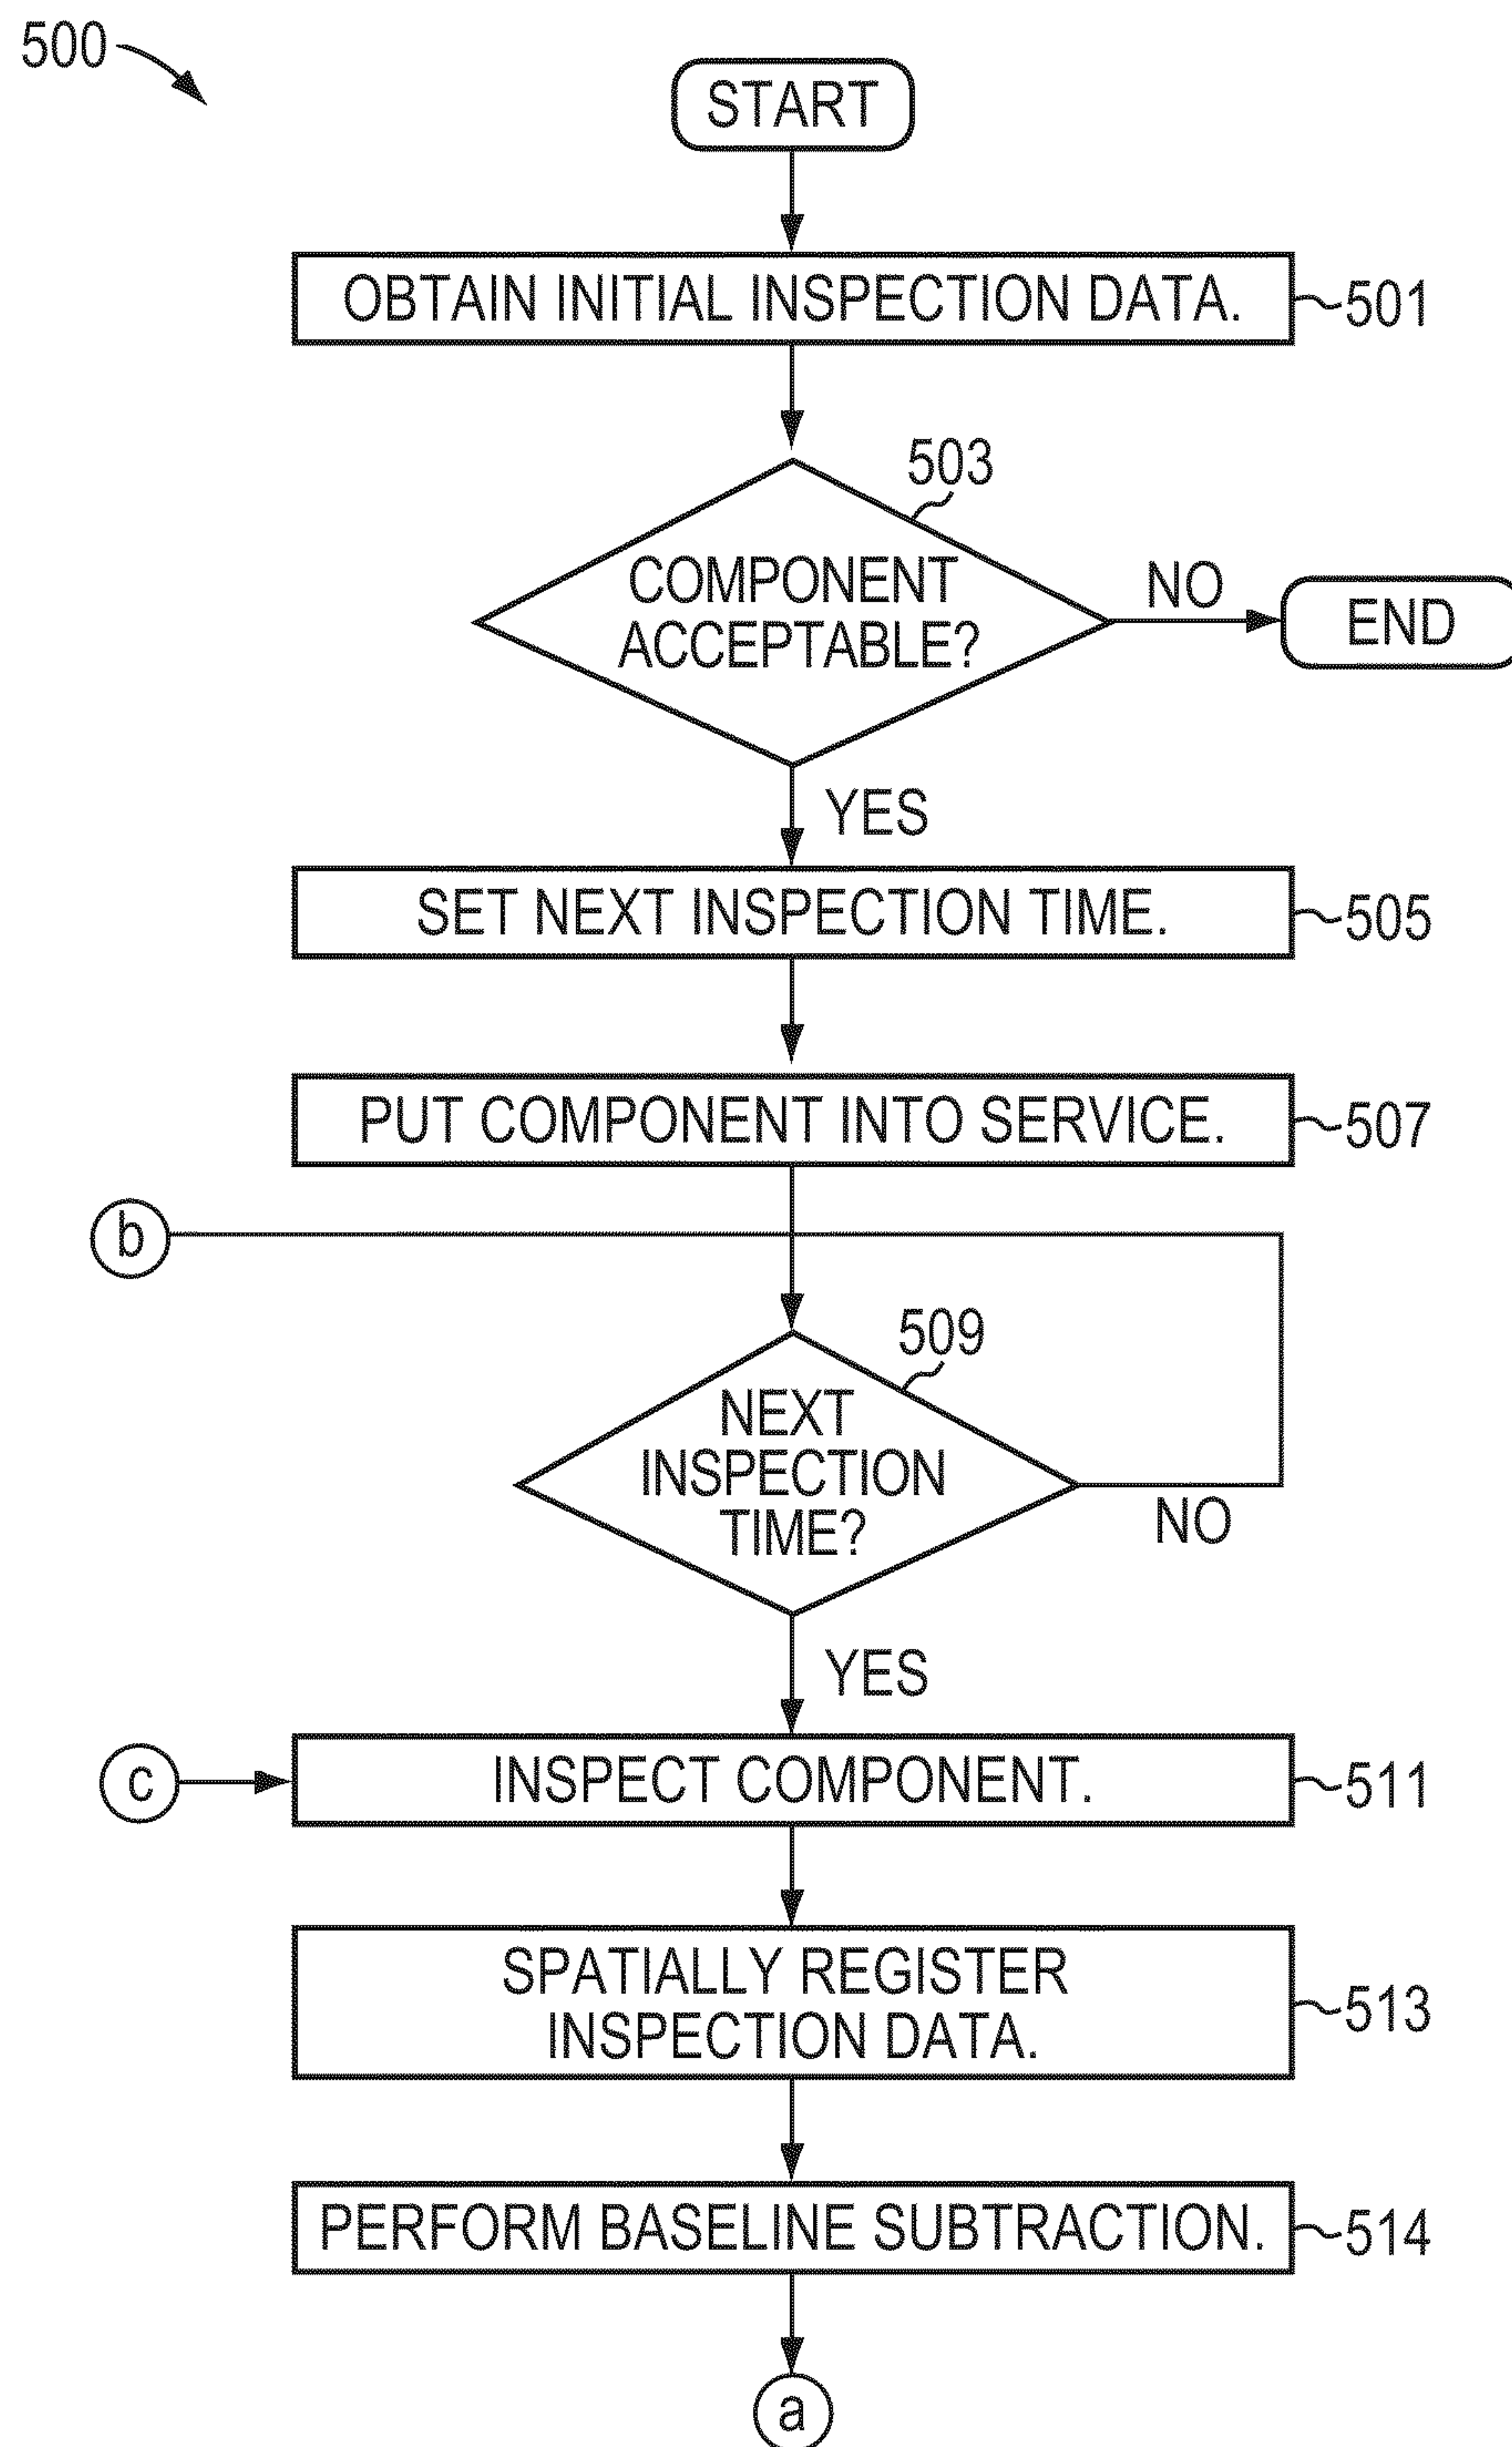 500
START
OBTAIN INITIAL INSPECTION DATA.
501
503
COMPONENT
ACCEPTABLE?
NO
END
YES
SET NEXT INSPECTION TIME.
505
PUT COMPONENT INTO SERVICE.
507
b
509
NEXT
INSPECTION
TIME?
NO
YES
c
INSPECT COMPONENT.
511
SPATIALLY REGISTER
INSPECTION DATA.
513
PERFORM BASELINE SUBTRACTION.
514
a